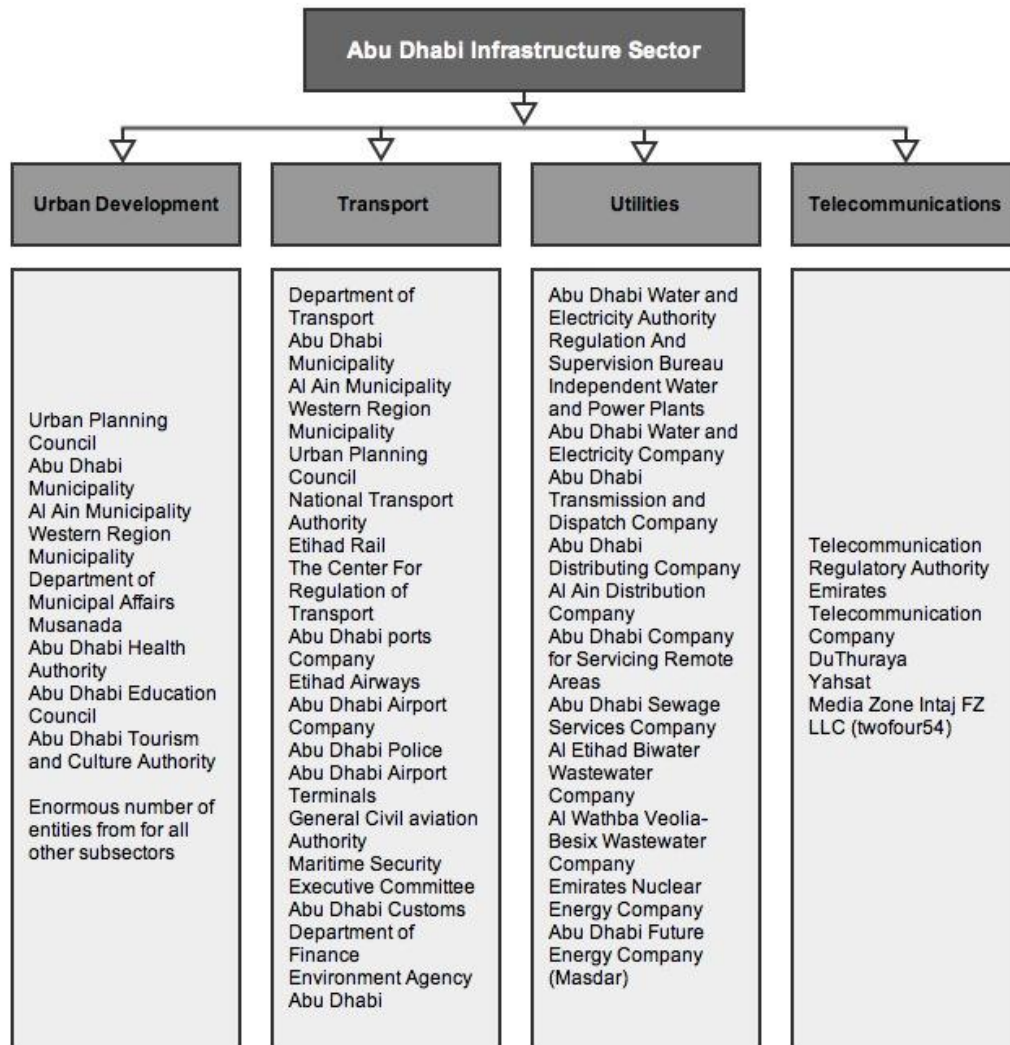 Abu Dhabi Infrastructure Sector
Urban Development
Transport
Utilities
Telecommunications
Urban Planning
Council
Abu Dhabi
Municipality
Al Ain Municipality
Western Region
Municipality
Department of
Municipal Affairs
Musanada
Abu Dhabi Health
Authority
Abu Dhabi Education
Council
Abu Dhabi Tourism
and Culture Authority
Enormous number of
entities from for all
other subsectors
Department of
Transport
Abu Dhabi
Municipality
Al Ain Municipality
Western Region
Municipality
Urban Planning
Council
National Transport
Authority
Etihad Rail
The Center For
Regulation of
Transport
Abu Dhabi ports
Company
Etihad Airways
Abu Dhabi Airport
Company
Abu Dhabi Police
Abu Dhabi Airport
Terminals
General Civil aviation
Authority
Maritime Security
Executive Committee
Abu Dhabi Customs
Department of
Finance
Environment Agency
Abu Dhabi
Abu Dhabi Water and
Electricity Authority
Regulation And
Supervision Bureau
Independent Water
and Power Plants
Abu Dhabi Water and
Electricity Company
Abu Dhabi
Transmission and
Dispatch Company
Abu Dhabi
Distributing Company
Al Ain Distribution
Company
Abu Dhabi Company
for Servicing Remote
Areas
Abu Dhabi Sewage
Services Company
Al Etihad Biwater
Wastewater
Company
Al Wathba Veolia-
Besix Wastewater
Company
Emirates Nuclear
Energy Company
Abu Dhabi Future
Energy Company
(Masdar)
Telecommunication
Regulatory Authority
Emirates
Telecommunication
Company
DuThuraya
Yahsat
Media Zone Intaj FZ
LLC (twofour54)